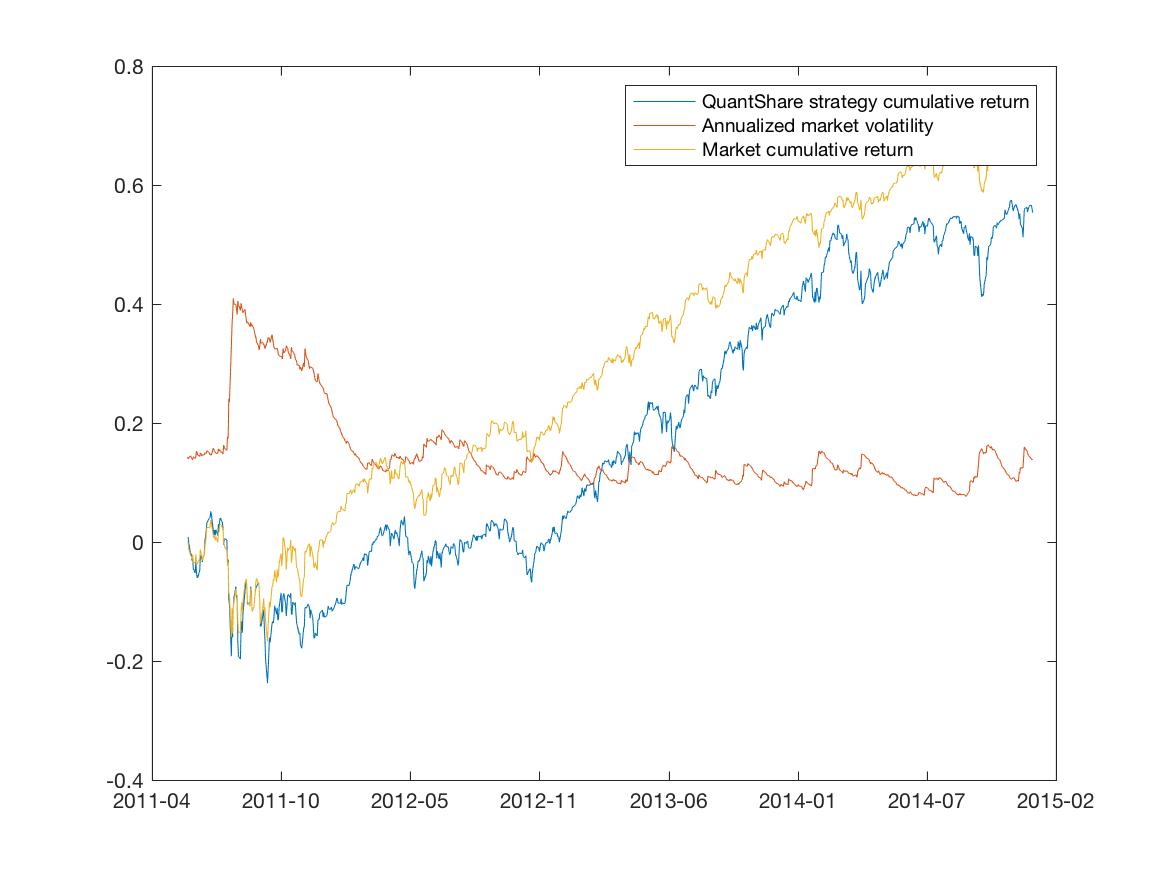 0.8
QuantShare strategy cumulative return
Annualized market volatility
Market cumulative return
0.6
0.4
0.2
0
-0.2
-0.4
2011-04 2011-10 2012-05 2012-11 2013-06 2014-01 2014-07 2015-02